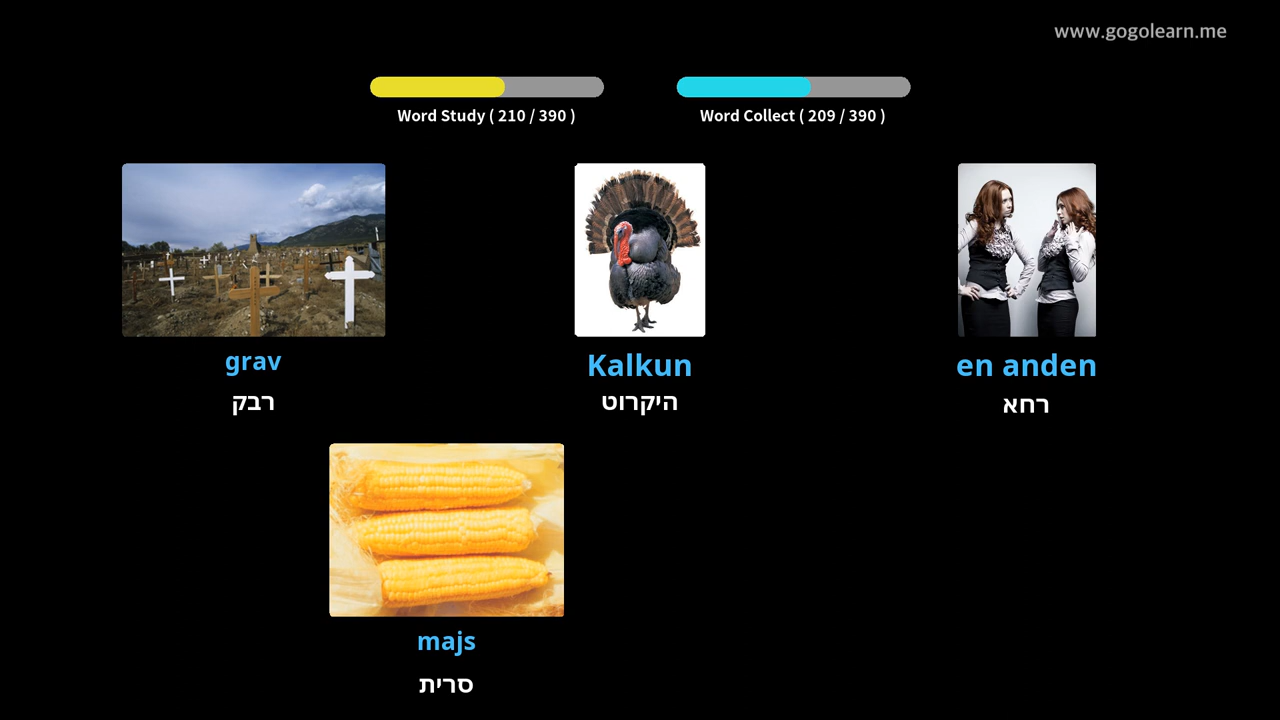 www.gogolearn.me
Word Study ( 210 / 390 )
Word Collect ( 209 / 390 )
grav
רבק
Kalkun
היקרוט
en anden
רחא
majs
סרית